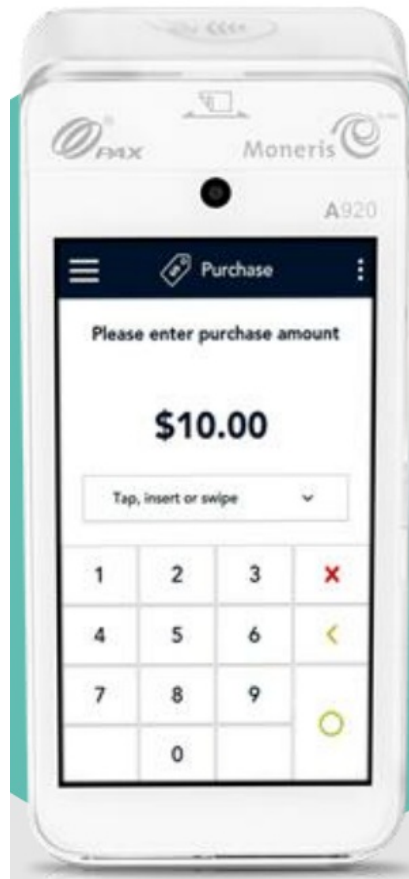 PAX
Moneris
A920
Purchase
Please enter purchase amount
$10.00
Tap, insert or swipe
1 2 3
4 5 6
7 8 9
0